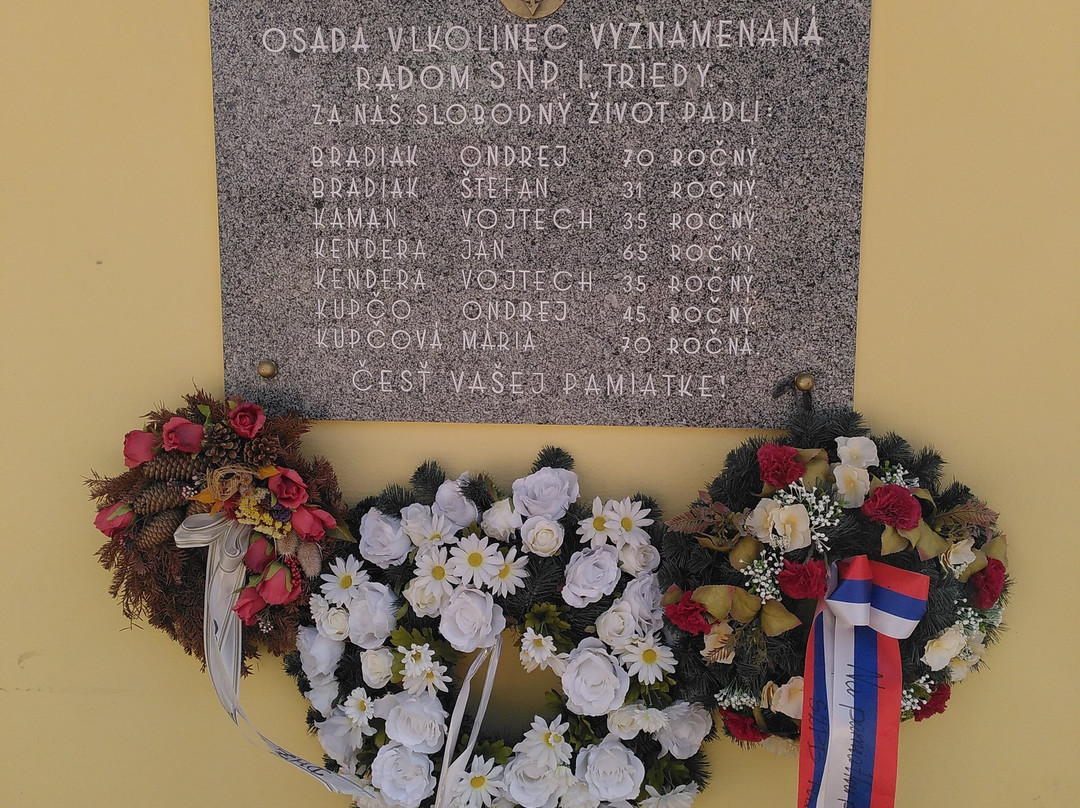 OSADA VLKOLINEC VYZNAMENANÁ
RADOM SNP I. TRIEDY.
ZA NÁŠ SLOBODNÝ ŽIVOT PADLI:
BRADIAK ONDREJ 70 ROČNÝ.
BRADIAK ŠTEFAN 31 ROČNÝ.
KAMAN VOJTECH 35 ROČNÝ.
KENDERA JÁN 65 ROČNÝ.
KENDERA VOJTECH 35 ROČNÝ.
KUPČO ONDREJ 45 ROČNÝ.
KUPČOVÁ MÁRIA 70 ROČNÁ.
ČESŤ VAŠEJ PAMIATKE!